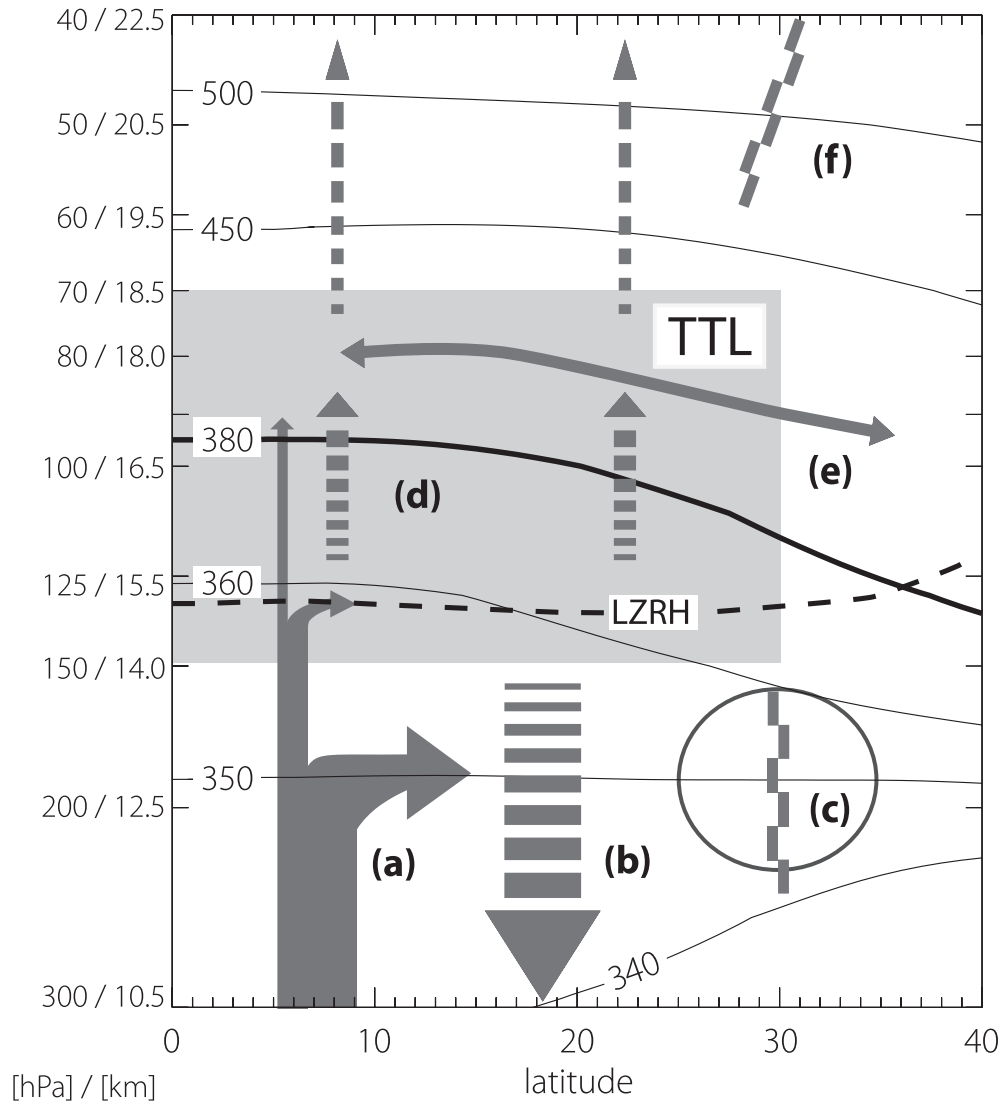 40 / 22.5
500
50 / 20.5
(f)
60 / 19.5
450
70 / 18.5
TTL
80 / 18.0
380
100 / 16.5
(e)
(d)
125 / 15.5
360
LZRH
150 / 14.0
350
200 / 12.5
(c)
(a)
(b)
340
300 / 10.5
0
10
20
30
40
[hPa] / [km]
latitude